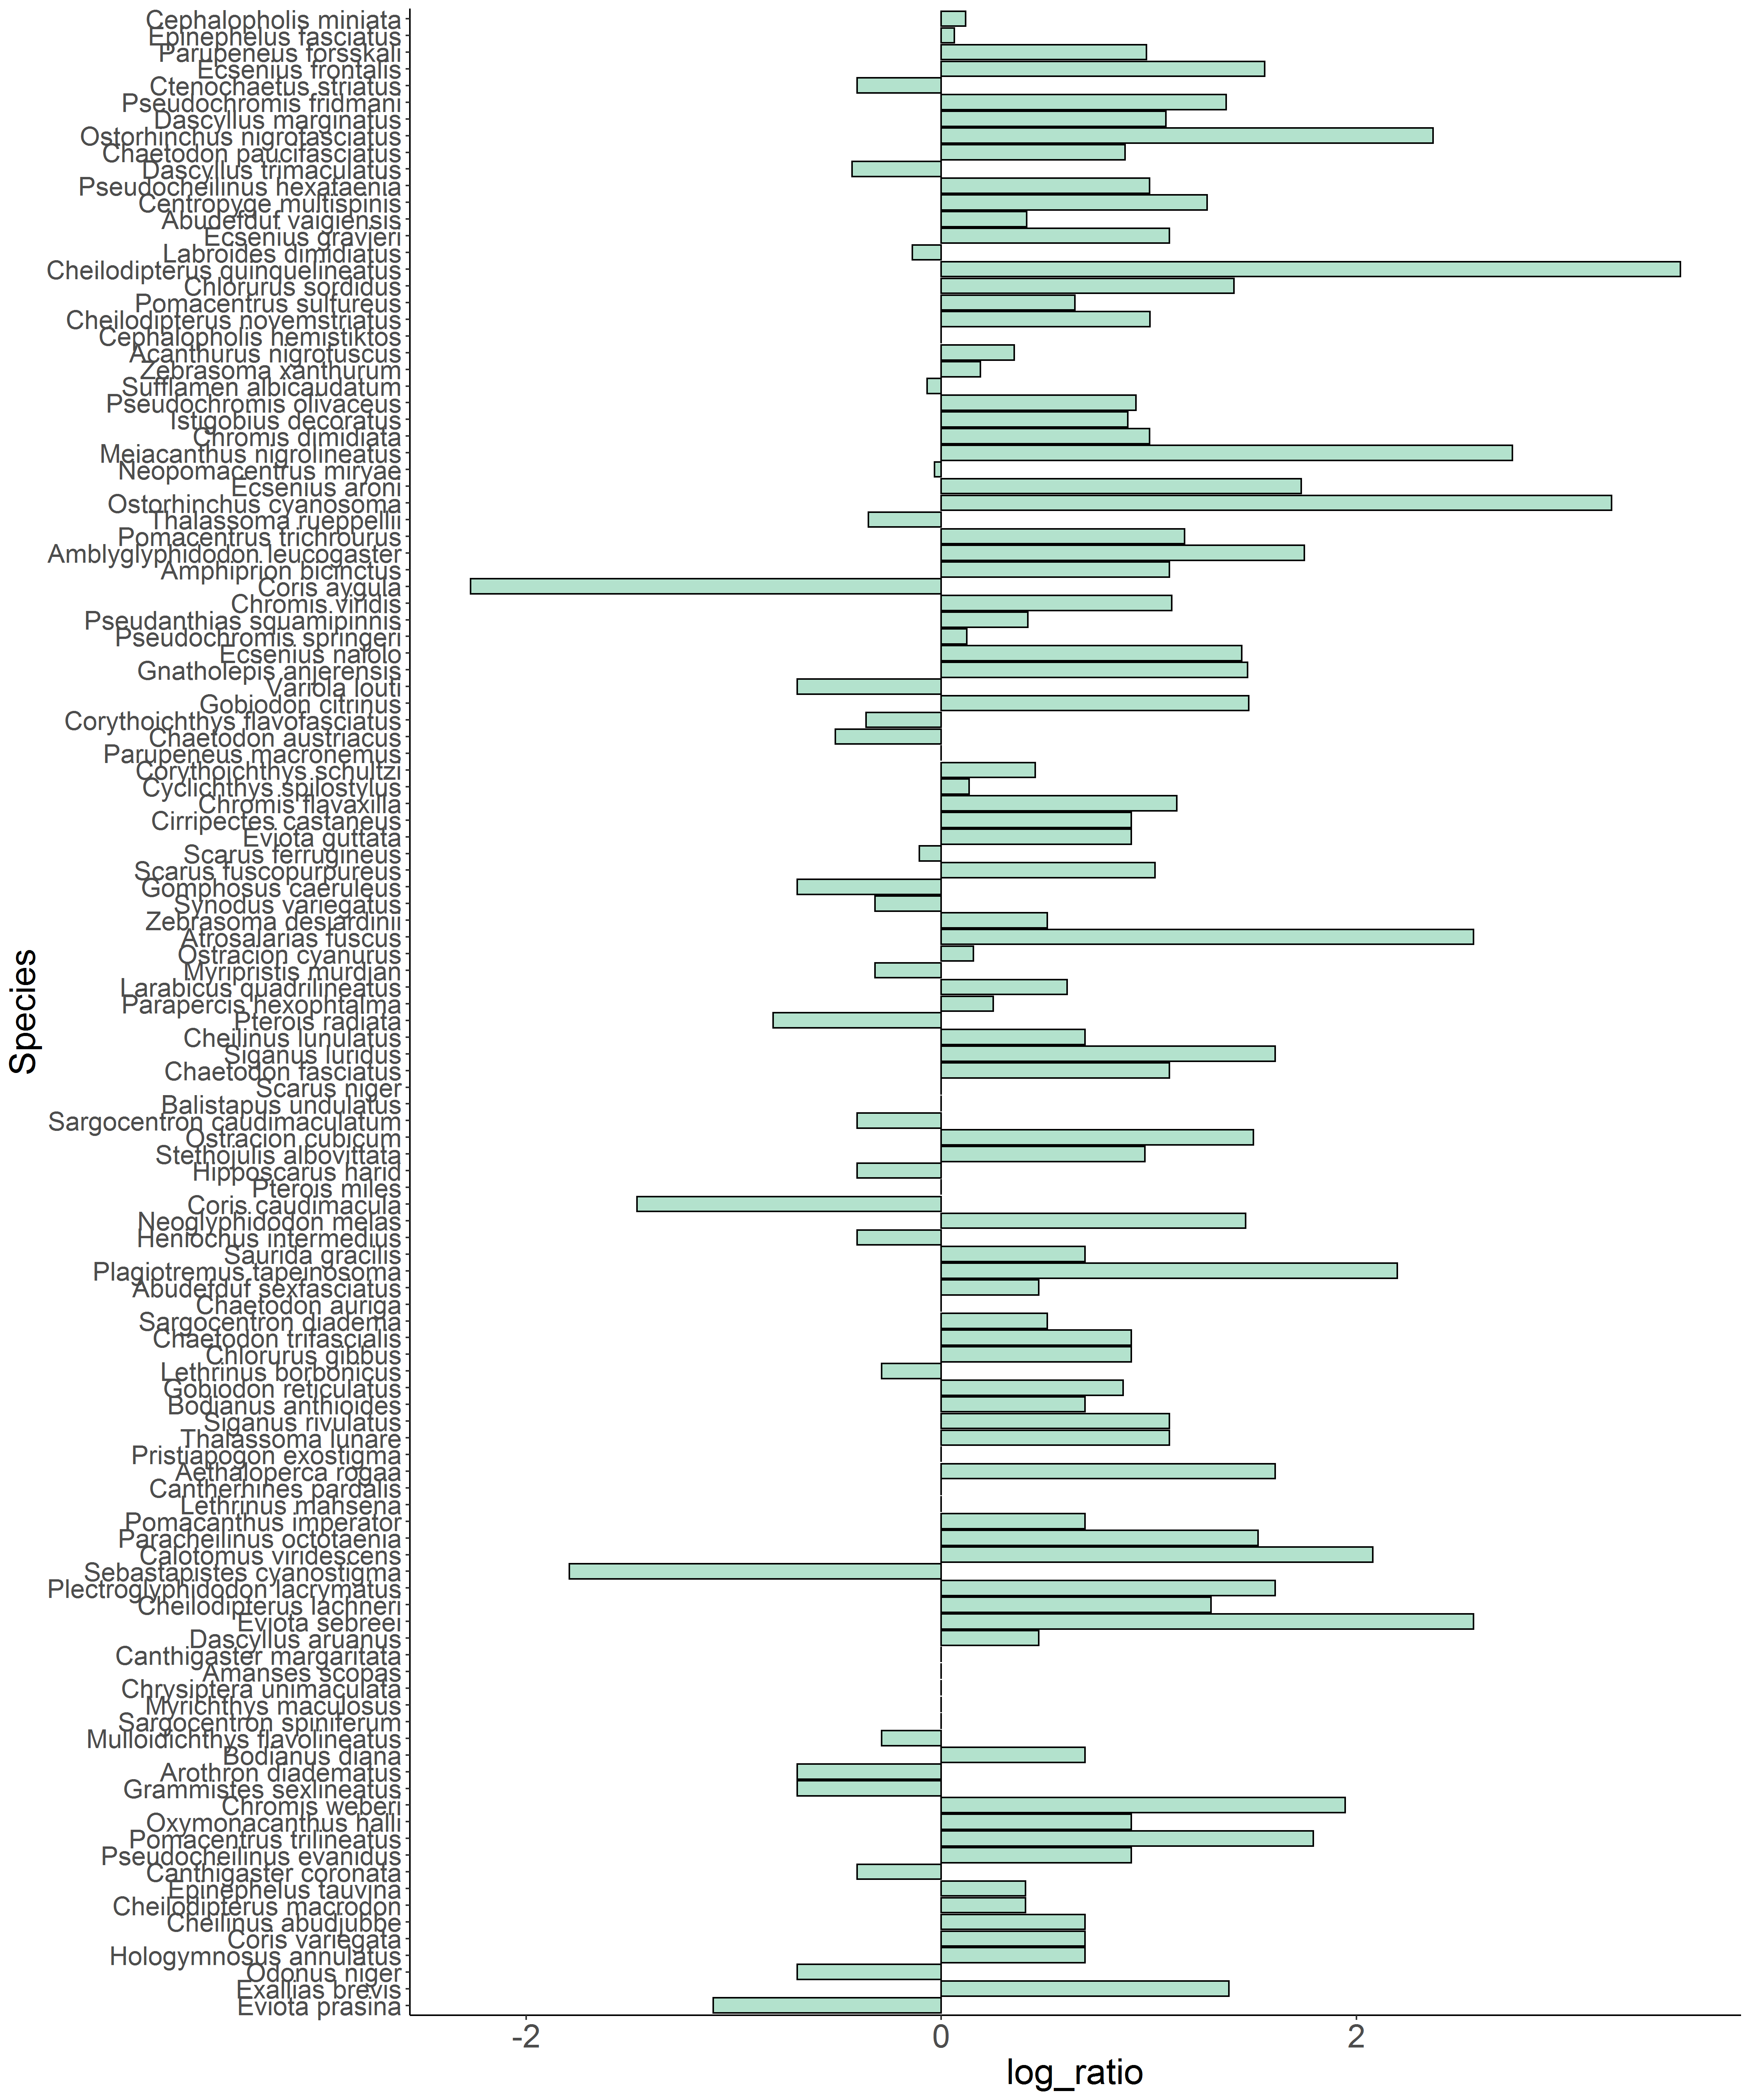 Cephalopholis miniata
Epinephelus fasciatus
Parupeneus forsskali
Ecsenius frontalis
Ctenochaetus striatus
Pseudochromis fridmani
Dascyllus marginatus
Ostorhinchus nigrofasciatus
Chaetodon paucifasciatus
Dascyllus trimaculatus
Pseudocheilinus hexataenia
Centropyge multispinis
Abudefduf vaigiensis
Ecsenius gravieri
Labroides dimidiatus
Cheilodipterus quinquelineatus
Chlorurus sordidus
Pomacentrus sulfureus
Cheilodipterus novemstriatus
Cephalopholis hemistiktos
Acanthurus nigrofuscus
Zebrasoma xanthurum
Sufflamen albicaudatum
Pseudochromis olivaceus
Istigobius decoratus
Chromis dimidiata
Meiacanthus nigrolineatus
Neopomacentrus miryae
Ecsenius aroni
Ostorhinchus cyanosoma
Thalassoma rueppellii
Pomacentrus trichrourus
Amblyglyphidodon leucogaster
Amphiprion bicinctus
Coris aygula
Chromis viridis
Pseudanthias squamipinnis
Pseudochromis springeri
Ecsenius nalolo
Gnatholepis anjerensis
Variola louti
Gobiodon citrinus
Corythoichthys flavofasciatus
Chaetodon austriacus
Parupeneus macronemus
Corythoichthys schultzi
Cyclichthys spilostylus
Chromis flavaxilla
Cirripectes castaneus
Eviota guttata
Scarus ferrugineus
Scarus fuscopurpureus
Gomphosus caeruleus
Synodus variegatus
Zebrasoma desjardinii
Atrosalarias fuscus
Ostracion cyanurus
Myripristis murdjan
Larabicus quadrilineatus
Parapercis hexophtalma
Pterois radiata
Cheilinus lunulatus
Siganus luridus
Chaetodon fasciatus
Scarus niger
Balistapus undulatus
Sargocentron caudimaculatum
Ostracion cubicum
Stethojulis albovittata
Hipposcarus harid
Pterois miles
Coris caudimacula
Neoglyphidodon melas
Heniochus intermedius
Saurida gracilis
Plagiotremus tapeinosoma
Abudefduf sexfasciatus
Chaetodon auriga
Sargocentron diadema
Chaetodon trifascialis
Chlorurus gibbus
Lethrinus borbonicus
Gobiodon reticulatus
Bodianus anthioides
Siganus rivulatus
Thalassoma lunare
Pristiapogon exostigma
Aethaloperca rogaa
Cantherhines pardalis
Lethrinus mahsena
Pomacanthus imperator
Paracheilinus octotaenia
Calotomus viridescens
Sebastapistes cyanostigma
Plectroglyphidodon lacrymatus
Cheilodipterus lachneri
Eviota sebreei
Dascyllus aruanus
Canthigaster margaritata
Amanses scopas
Chrysiptera unimaculata
Myrichthys maculosus
Sargocentron spiniferum
Mulloidichthys flavolineatus
Bodianus diana
Arothron diadematus
Grammistes sexlineatus
Chromis weberi
Oxymonacanthus halli
Pomacentrus trilineatus
Pseudocheilinus evanidus
Canthigaster coronata
Epinephelus tauvina
Cheilodipterus macrodon
Cheilinus abudjubbe
Coris variegata
Hologymnosus annulatus
Odonus niger
Exallias brevis
Eviota prasina
Species
-2 0 2
log_ratio